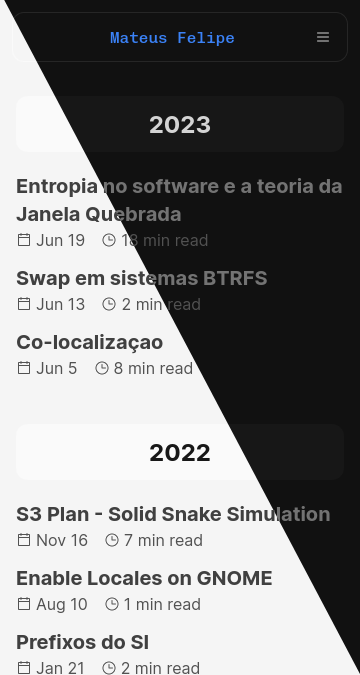 Mateus Felipe
2023
Entropia no software e a teoria da
Janela Quebrada
Jun 19 18 min read
Swap em sistemas BTRFS
Jun 13 2 min read
Co-localizaçao
Jun 5 8 min read
2022
S3 Plan - Solid Snake Simulation
Nov 16 7 min read
Enable Locales on GNOME
Aug 10 1 min read
Prefixos do SI
Jan 21 2 min read